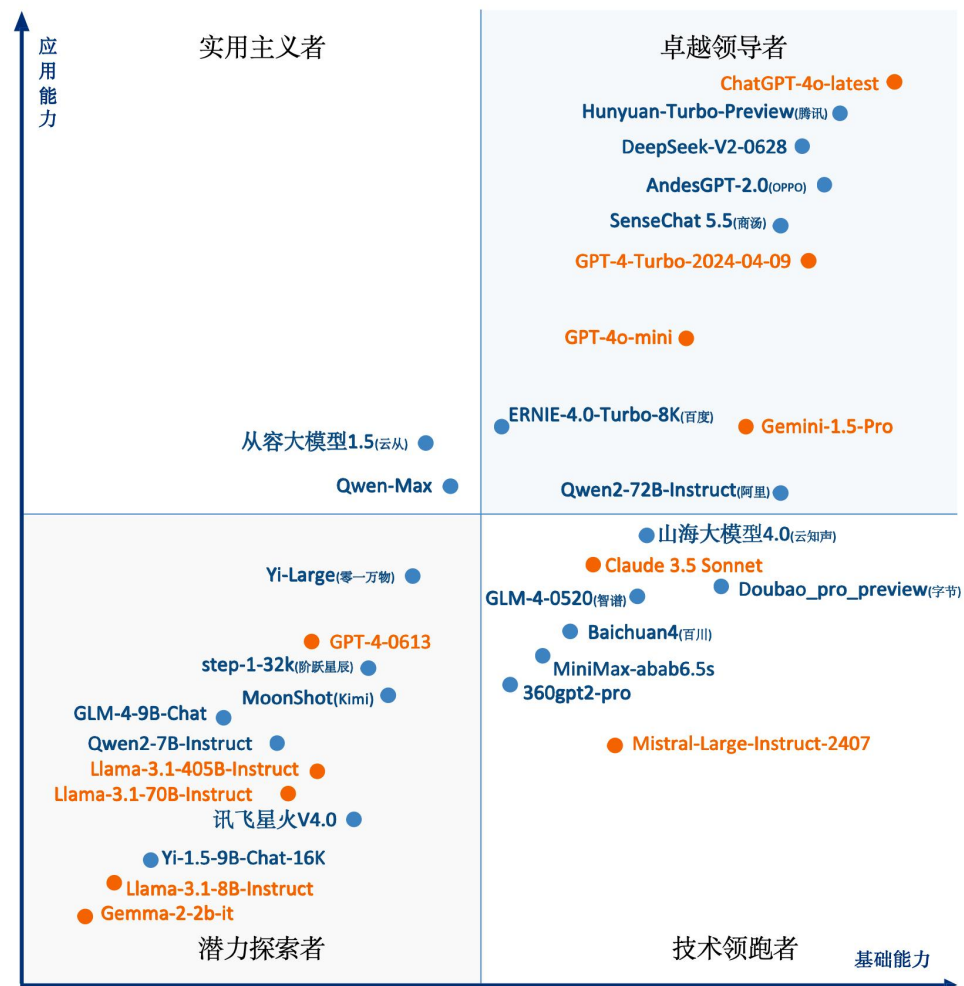 应用能力
实用主义者
卓越领导者
ChatGPT-4o-latest
Hunyuan-Turbo-Preview(腾讯)
DeepSeek-V2-0628
AndesGPT-2.0(OPPO)
SenseChat 5.5(商汤)
GPT-4-Turbo-2024-04-09
GPT-4o-mini
ERNIE-4.0-Turbo-8K(百度)
Gemini-1.5-Pro
从容大模型1.5(云从)
Qwen-Max
Qwen2-72B-Instruct(阿里)
山海大模型4.0(云知声)
Claude 3.5 Sonnet
Yi-Large(零一万物)
Doubao_pro_preview(字节)
GLM-4-0520(智谱)
Baichuan4(百川)
GPT-4-0613
step-1-32k(阶跃星辰)
MiniMax-abab6.5s
360gpt2-pro
MoonShot(Kimi)
GLM-4-9B-Chat
Qwen2-7B-Instruct
Mistral-Large-Instruct-2407
Llama-3.1-405B-Instruct
Llama-3.1-70B-Instruct
讯飞星火V4.0
Yi-1.5-9B-Chat-16K
Llama-3.1-8B-Instruct
Gemma-2-2b-it
潜力探索者
技术领跑者
基础能力